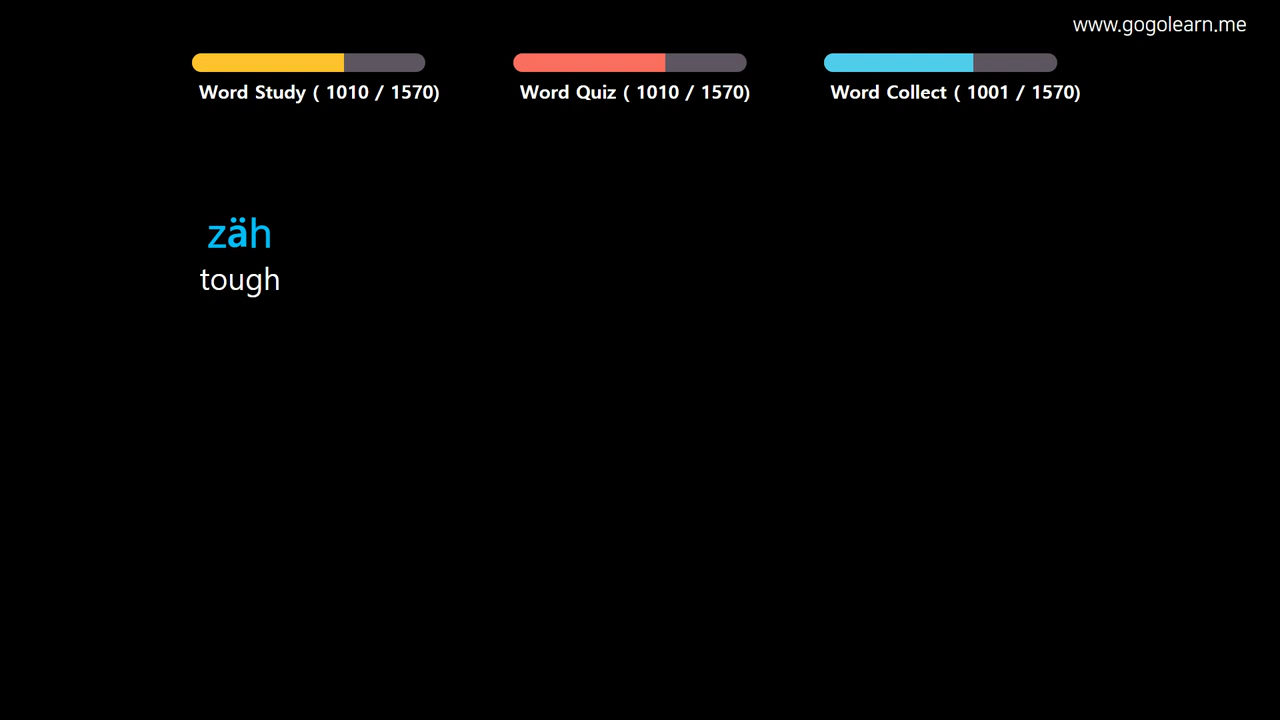 www.gogolearn.me
Word Study ( 1010 / 1570)
Word Quiz ( 1010 / 1570)
Word Collect ( 1001 / 1570)
zäh
tough